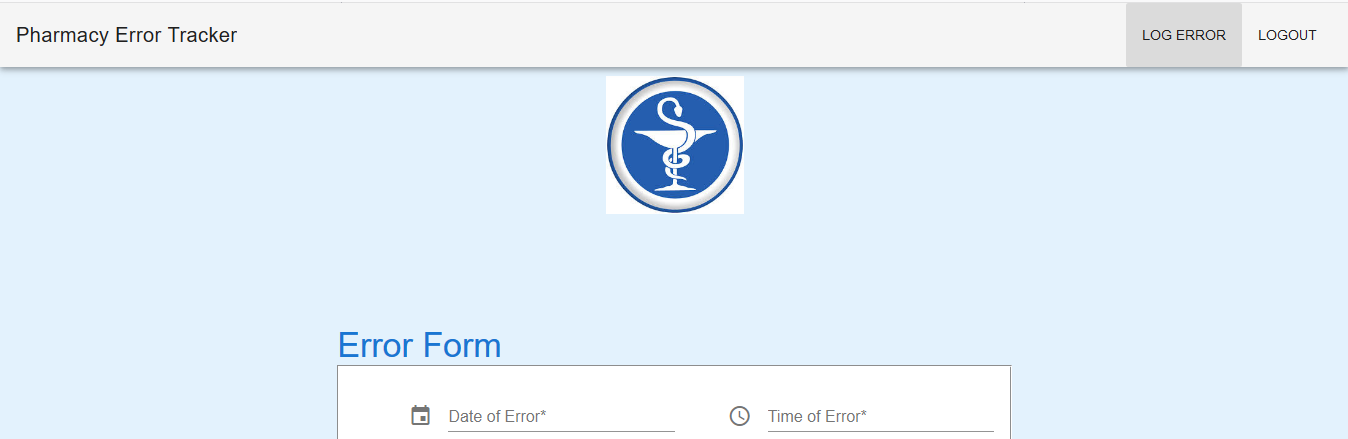 Pharmacy Error Tracker
LOG ERROR
LOGOUT
Error Form
Date of Error*
Time of Error*